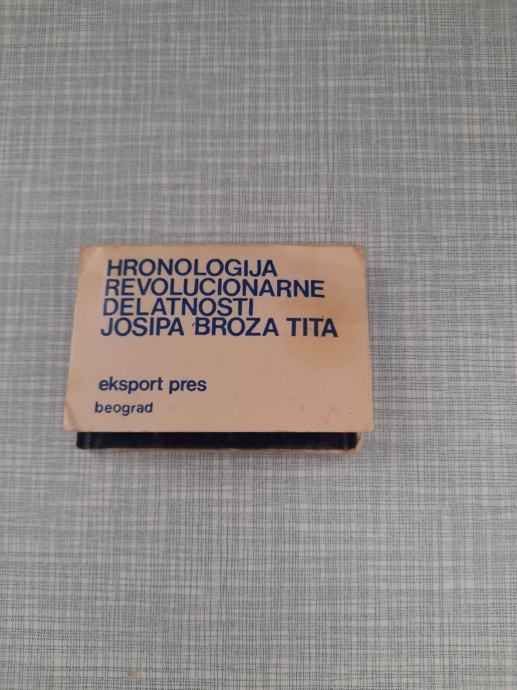 HRONOLOGIJA
REVOLUCIONARNE
DELATNOSTI
JOSIPA BROZA TITA
eksport pres
beograd